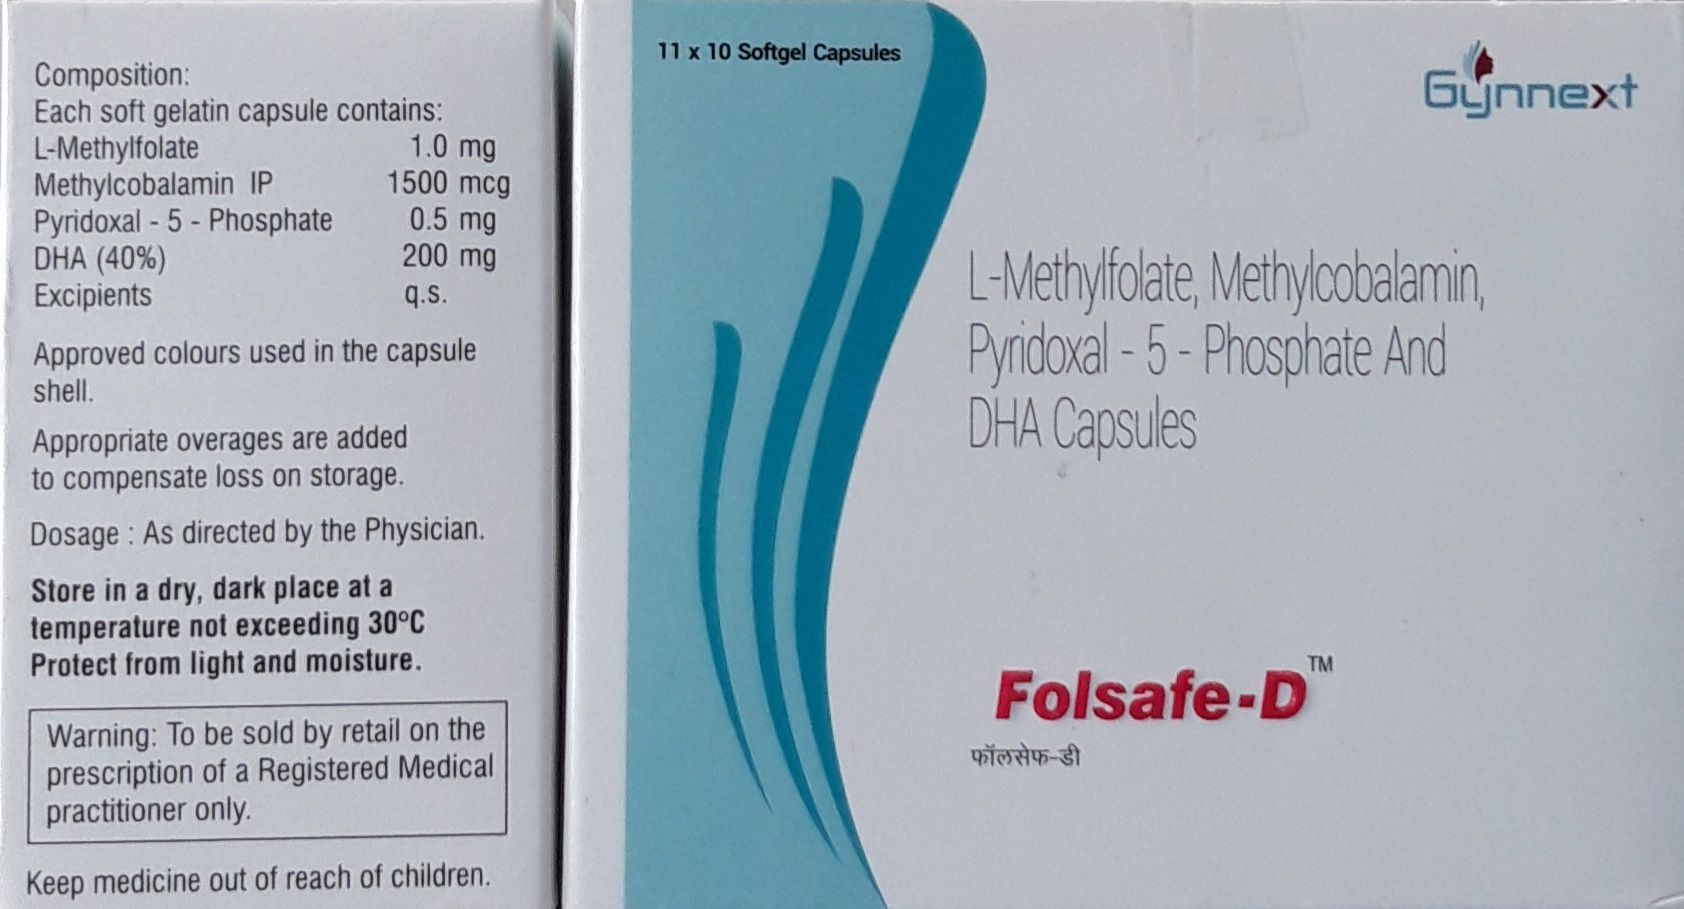 Composition:
Each soft gelatin capsule contains:
L-Methylfolate 1.0 mg
Methylcobalamin IP 1500 mcg
Pyridoxal - 5 - Phosphate 0.5 mg
DHA (40%) 200 mg
Excipients q.s.
Approved colours used in the capsule
shell.
Appropriate overages are added
to compensate loss on storage.
Dosage : As directed by the Physician.
Store in a dry, dark place at a
temperature not exceeding 30°C
Protect from light and moisture.
Warning: To be sold by retail on the
prescription of a Registered Medical
practitioner only.
Keep medicine out of reach of children.
11 x 10 Softgel Capsules
Gynnext
L-Methylfolate, Methylcobalamin,
Pyridoxal - 5 - Phosphate And
DHA Capsules
Folsafe-D™
फॉलसेफ-डी